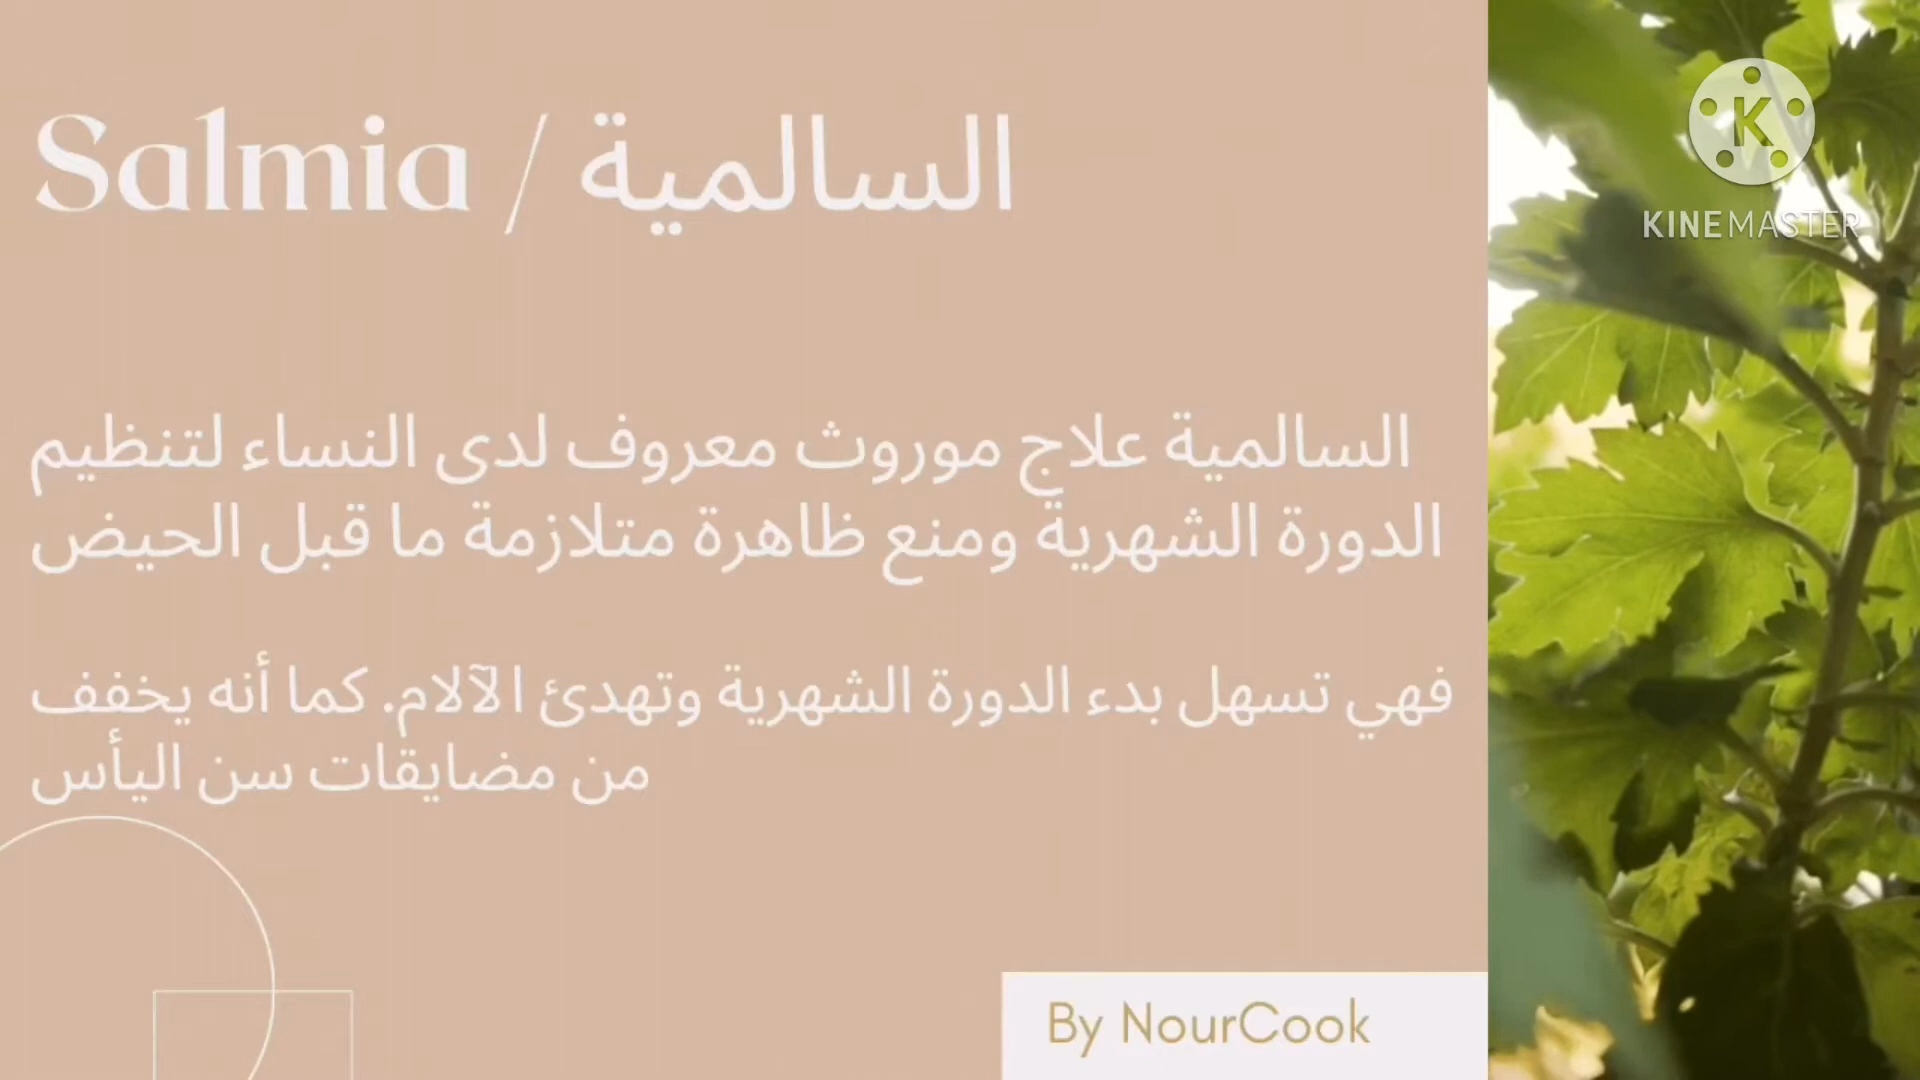 Salmia / السالمية
السالمية علاج موروث معروف لدى النساء لتنظيم
الدورة الشهرية ومنع ظاهرة متلازمة ما قبل الحيض
فهي تسهل بدء الدورة الشهرية وتهدئ الآلام. كما أنه يخفف
من مضايقات سن اليأس
By NourCook
K
KINEMASTER